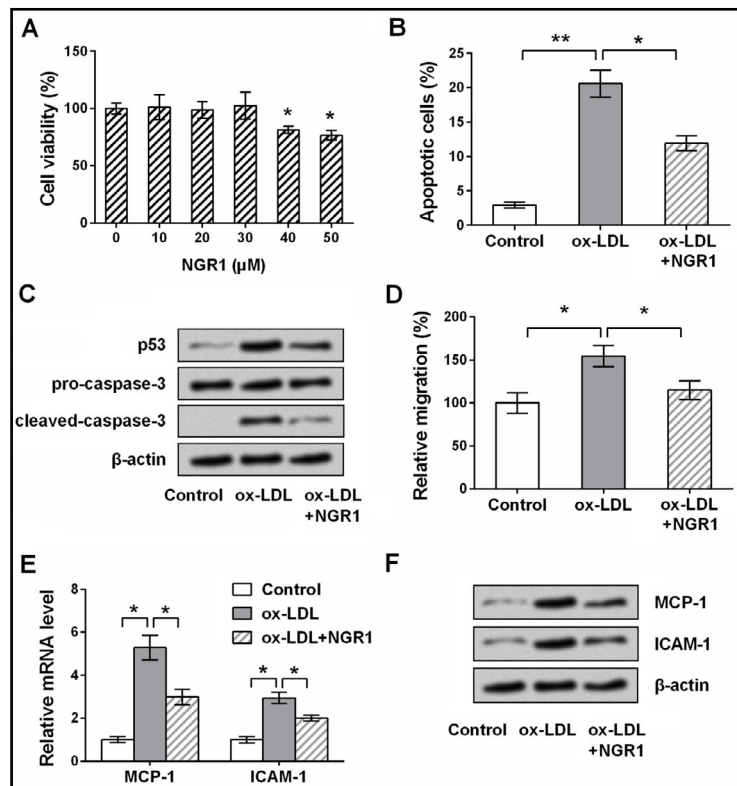 A
Cell viability (%)
150
100
50
0
* *
0 10 20 30 40 50
NGR1 (μM)
B
Apoptotic cells (%)
25
20
15
10
5
0
** *
Control ox-LDL ox-LDL
+NGR1
C
p53
pro-caspase-3
cleaved-caspase-3
β-actin
Control ox-LDL ox-LDL
+NGR1
D
Relative migration (%)
200
150
100
50
0
* *
Control ox-LDL ox-LDL
+NGR1
E
Relative mRNA level
8
6
4
2
0
Control
ox-LDL
ox-LDL+NGR1
* *
* *
MCP-1 ICAM-1
F
MCP-1
ICAM-1
β-actin
Control ox-LDL ox-LDL
+NGR1